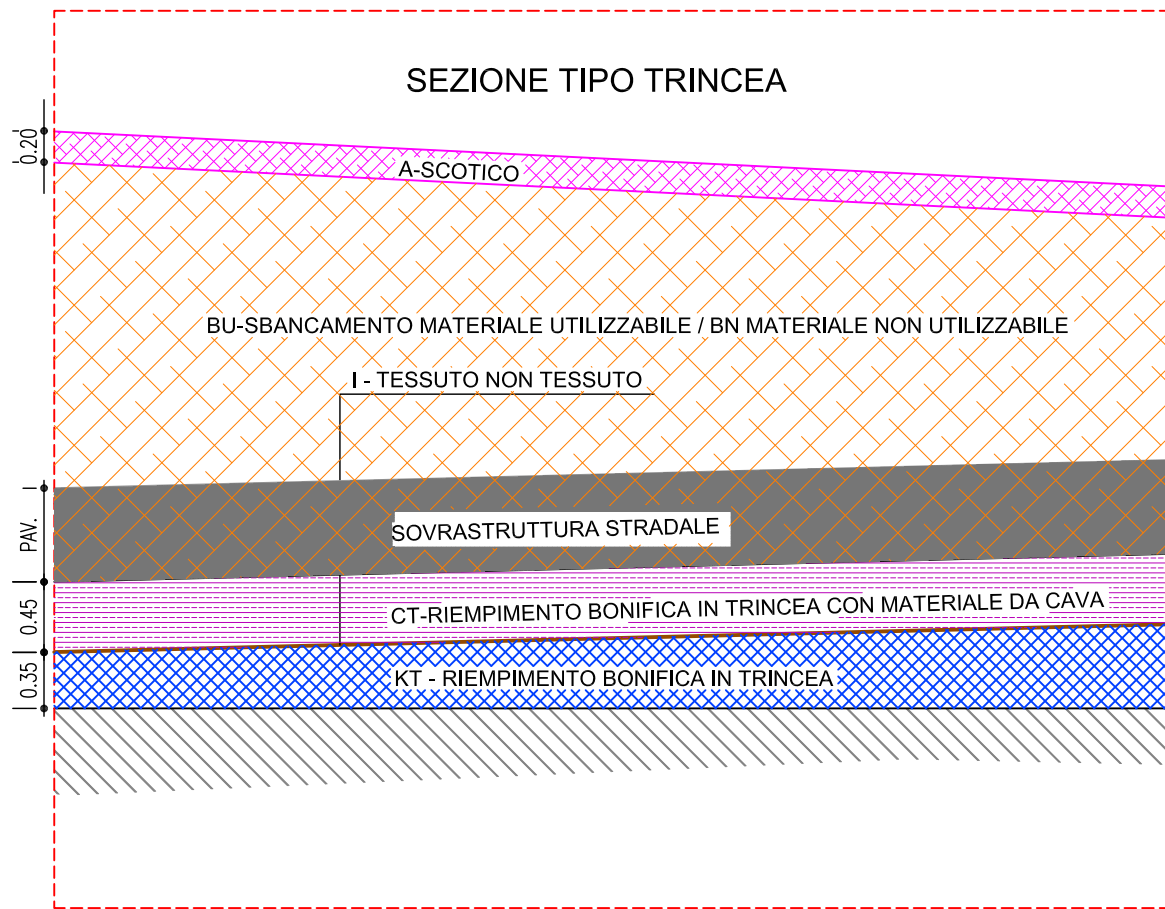 SEZIONE TIPO TRINCEA
0.20
A-SCOTICO
BU-SBANCAMENTO MATERIALE UTILIZZABILE / BN MATERIALE NON UTILIZZABILE
I - TESSUTO NON TESSUTO
PAV.
SOVRASTRUTTURA STRADALE
0.45
CT-RIEMPIMENTO BONIFICA IN TRINCEA CON MATERIALE DA CAVA
0.35
KT - RIEMPIMENTO BONIFICA IN TRINCEA